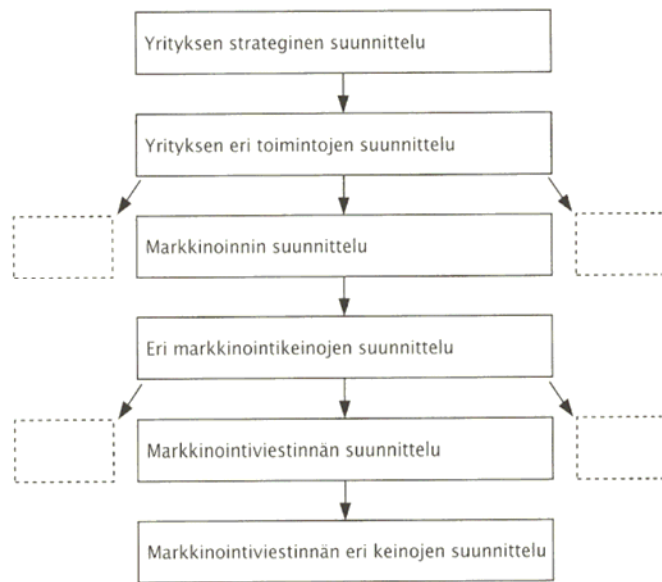 Yrityksen strateginen suunnittelu
Yrityksen eri toimintojen suunnittelu
Markkinoinnin suunnittelu
Eri markkinointikeinojen suunnittelu
Markkinointiviestinnän suunnittelu
Markkinointiviestinnän eri keinojen suunnittelu